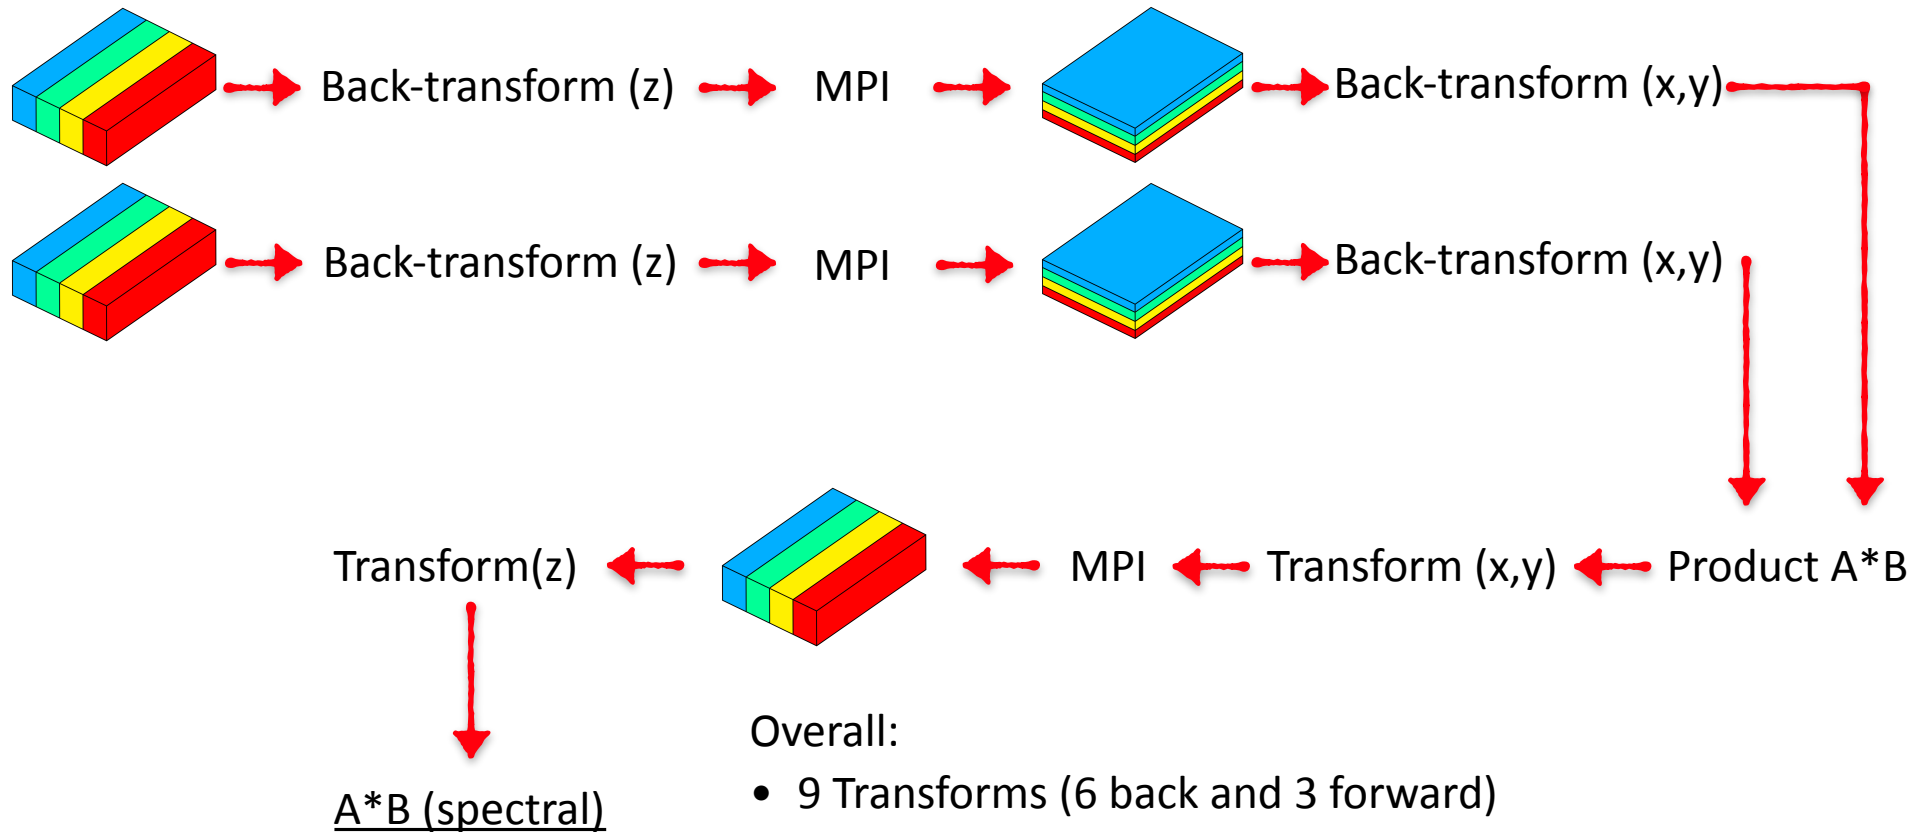 Back-transform (z) MPI Back-transform (x,y)
Back-transform (z) MPI Back-transform (x,y)
Transform(z) MPI Transform (x,y) Product A*B
Overall:
• 9 Transforms (6 back and 3 forward)
A*B (spectral)